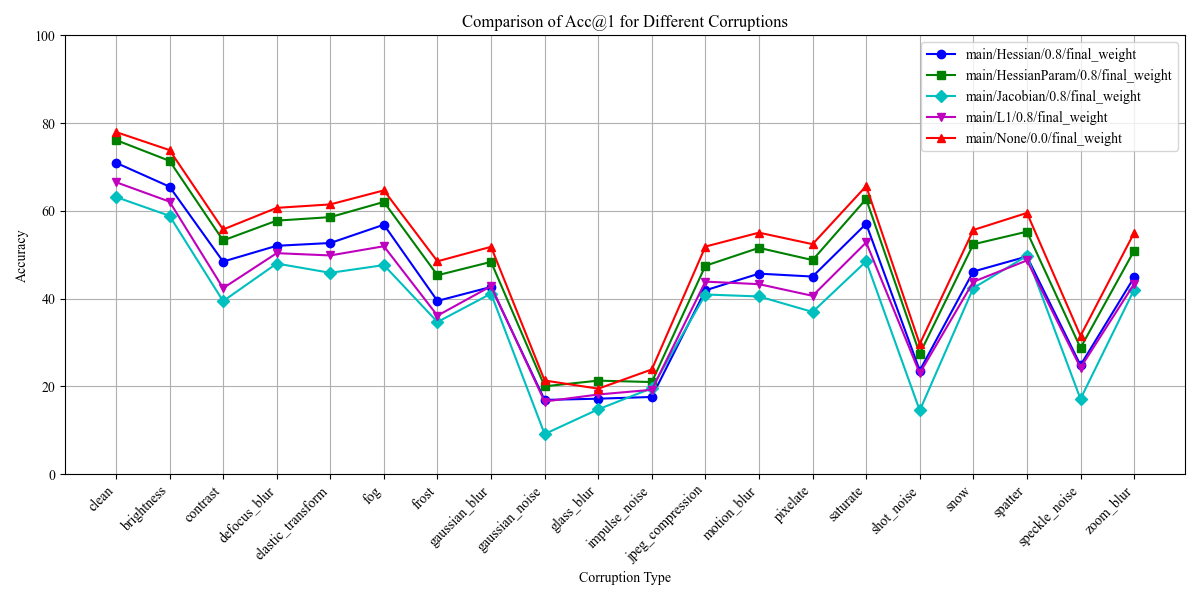 Comparison of Acc@1 for Different Corruptions
100
80
60
40
20
0
Accuracy
main/Hessian/0.8/final_weight
main/HessianParam/0.8/final_weight
main/Jacobian/0.8/final_weight
main/L1/0.8/final_weight
main/None/0.0/final_weight
clean
brightness
contrast
defocus_blur
elastic_transform
fog
frost
gaussian_blur
gaussian_noise
glass_blur
impulse_noise
jpeg_compression
motion_blur
pixelate
saturate
shot_noise
snow
spatter
speckle_noise
zoom_blur
Corruption Type